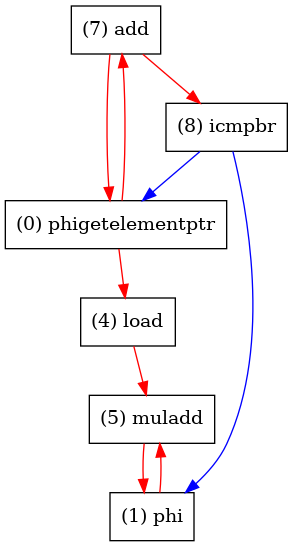 (7) add
(8) icmpbr
(0) phigetelementptr
(4) load
(5) muladd
(1) phi